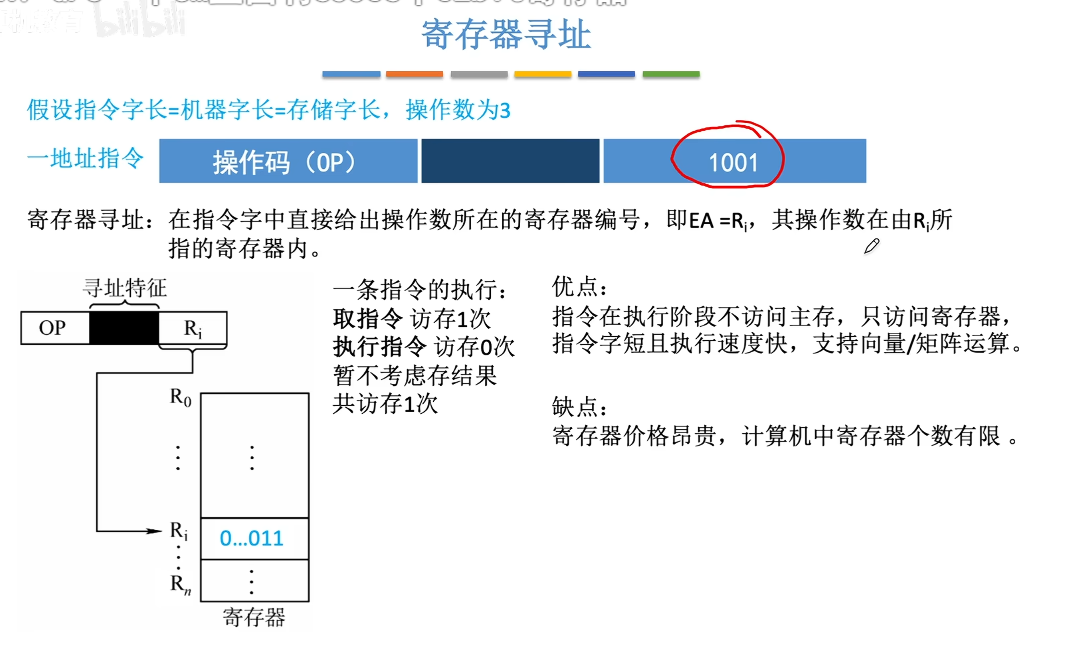 bilibili
寄存器寻址
假设指令字长=机器字长=存储字长，操作数为3
一地址指令
操作码（OP）
1001
寄存器寻址：在指令字中直接给出操作数所在的寄存器编号，即EA =Ri，其操作数在由Ri所
指的寄存器内。
寻址特征
OP
Ri
R0
⋮
⋮
Ri
0...011
⋮
Rn
⋮
寄存器
一条指令的执行：
取指令 访存1次
执行指令 访存0次
暂不考虑存结果
共访存1次
优点：
指令在执行阶段不访问主存，只访问寄存器，
指令字短且执行速度快，支持向量/矩阵运算。
缺点：
寄存器价格昂贵，计算机中寄存器个数有限 。